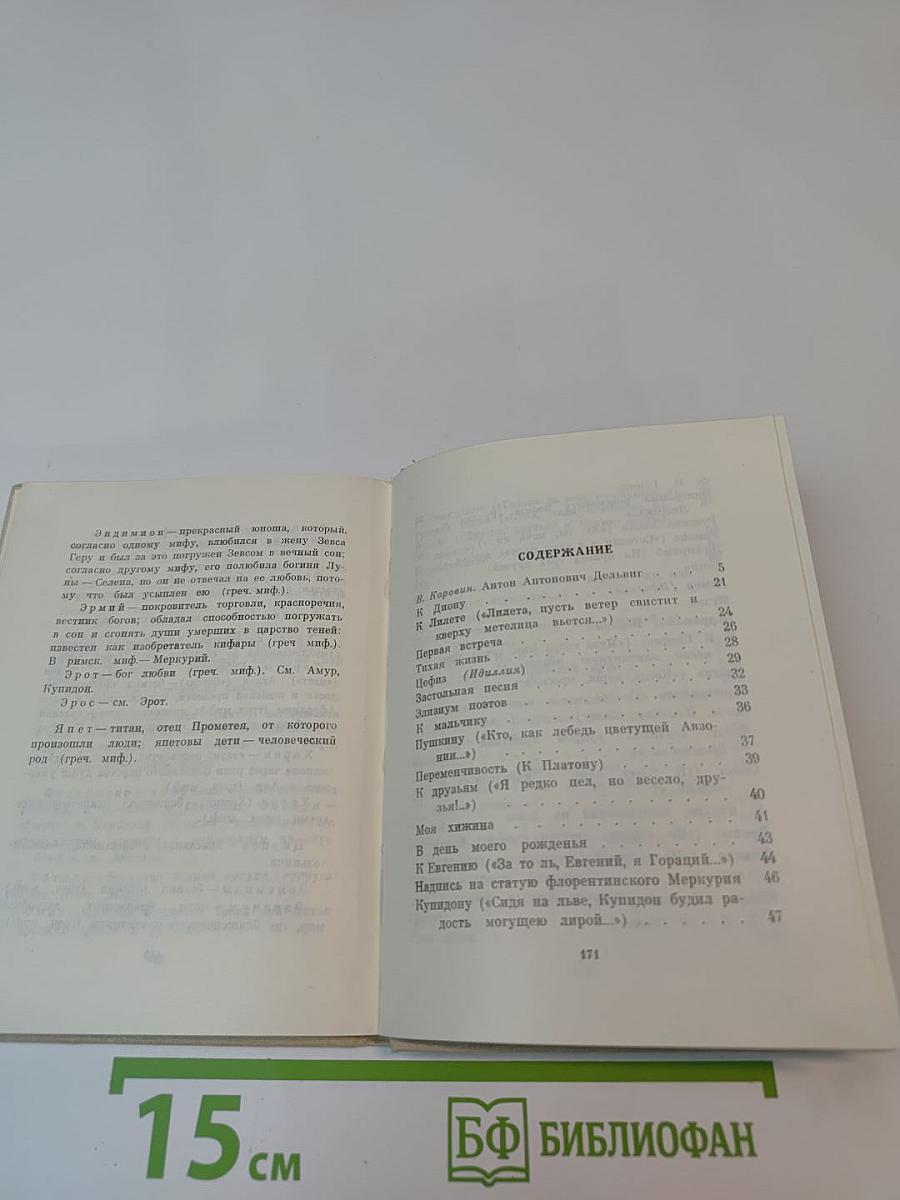 Эндимион — прекрасный юноша, который,
согласно одному мифу, влюбился в жену Зевса
Геру и был за это погружен Зевсом в вечный сон;
согласно другому мифу, его полюбила богиня Лу-
ны — Селена, но он не отвечал на ее любовь, пото-
му что был усыплен ею (греч. миф.).
Эрмий — покровитель торговли, красноречия,
вестник богов; обладал способностью погружать
в сон и сгонять души умерших в царство теней;
известен как изобретатель кифары (греч миф.).
В римск. миф.— Меркурий.
Эрот — бог любви (греч. миф.). См. Амур,
Купидон.
Эрос — см. Эрот.
Япет — титан, отец Прометея, от которого
произошли люди; япетовы дети — человеческий
род (греч. миф.).
СОДЕРЖАНИЕ
В. Коровин. Антон Антонович Дельвиг . . . 5
К Диону . . . . . . . . . . 21
К Лилете («Лилета, пусть ветер свистит и
кверху метелица вьется...») . . . . . 24
Первая встреча . . . . . . . . . 26
Тихая жизнь . . . . . . . . . . 28
Цефиз (Идиллия) . . . . . . . . . 29
Застольная песня . . . . . . . . . 32
Элизиум поэтов . . . . . . . . . 33
К мальчику . . . . . . . . . . 36
Пушкину («Кто, как лебедь цветущей Авзо-
нии...») . . . . . . . . . . 37
Переменчивость (К Платону) . . . . . . 39
К друзьям («Я редко пел, но весело, дру-
зья!..») . . . . . . . . . . 40
Моя хижина . . . . . . . . . . 41
В день моего рожденья . . . . . . . 43
К Евгению («За то ль, Евгений, я Гораций...») 44
Надпись на статую флорентинского Меркурия 46
Купидону («Сидя на льве, Купидон будил ра-
дость могущею лирой...») . . . . . . 47
171
15 см
БФ БИБЛИОФАН